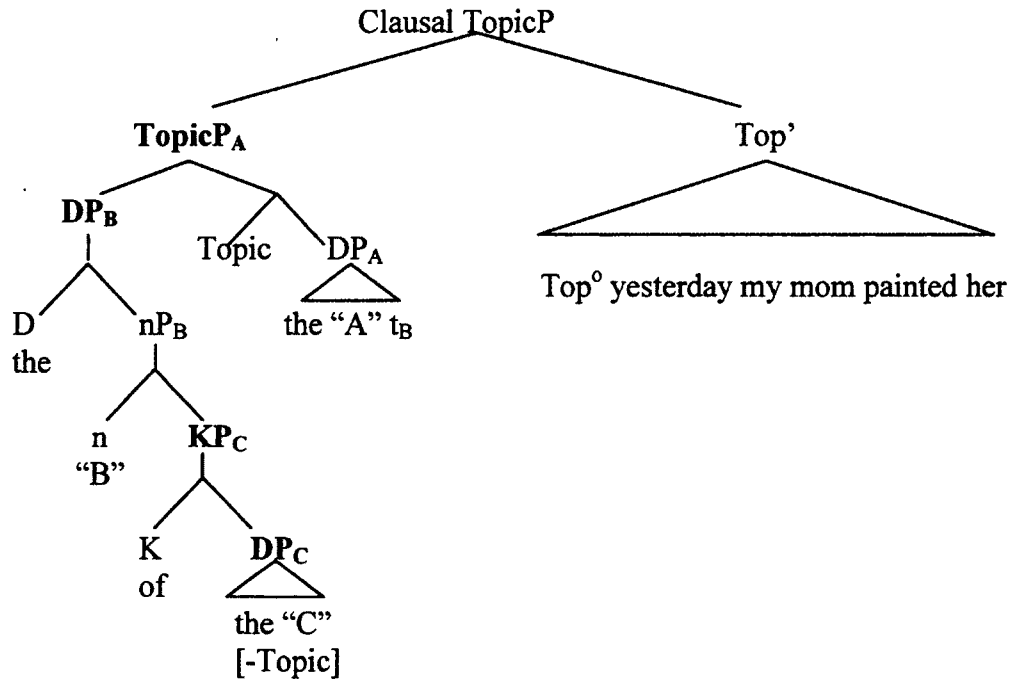 Clausal TopicP
TopicP_A Top’
DP_B
Topic DP_A
the “A” t_B
Top° yesterday my mom painted her
D nP_B
the
n KP_C
“B”
K DP_C
of
the “C”
[-Topic]